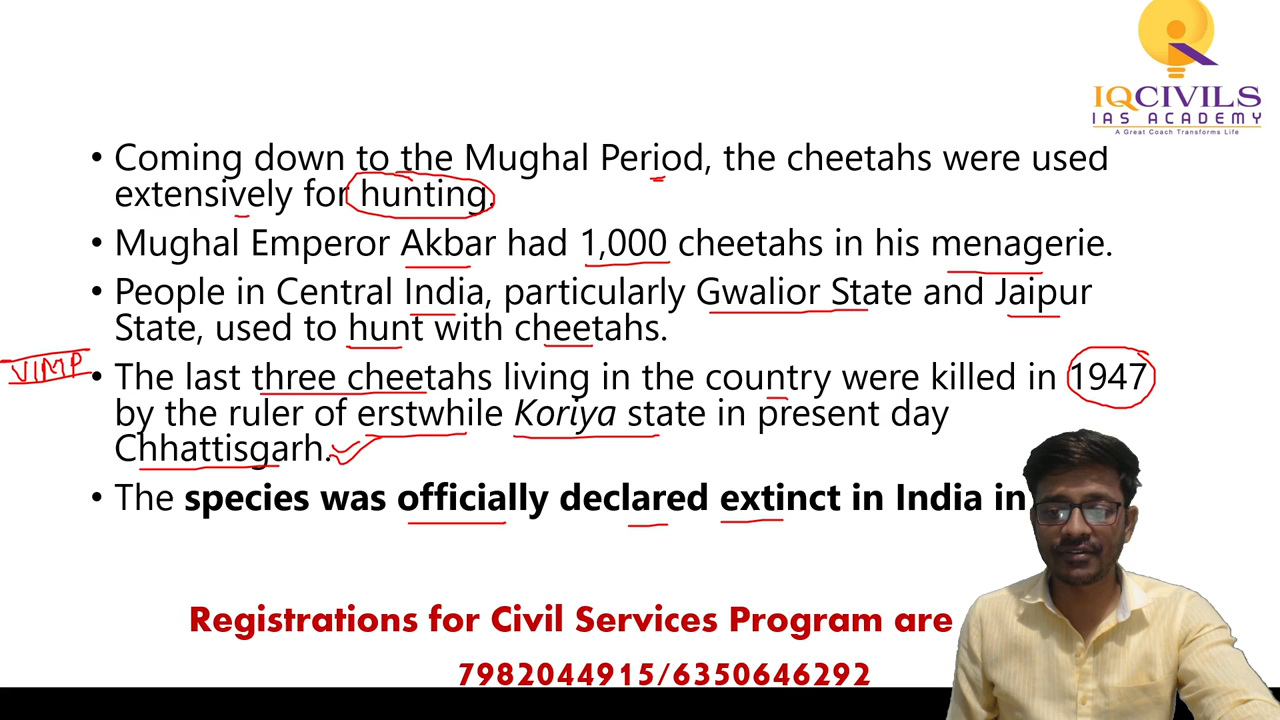 IQCIVILS
IAS ACADEMY
A Great Coach Transforms Life
• Coming down to the Mughal Period, the cheetahs were used
extensively for hunting.
• Mughal Emperor Akbar had 1,000 cheetahs in his menagerie.
• People in Central India, particularly Gwalior State and Jaipur
State, used to hunt with cheetahs.
VIMP
• The last three cheetahs living in the country were killed in 1947
by the ruler of erstwhile Koriya state in present day
Chhattisgarh.
• The species was officially declared extinct in India in
Registrations for Civil Services Program are
7982044915/6350646292